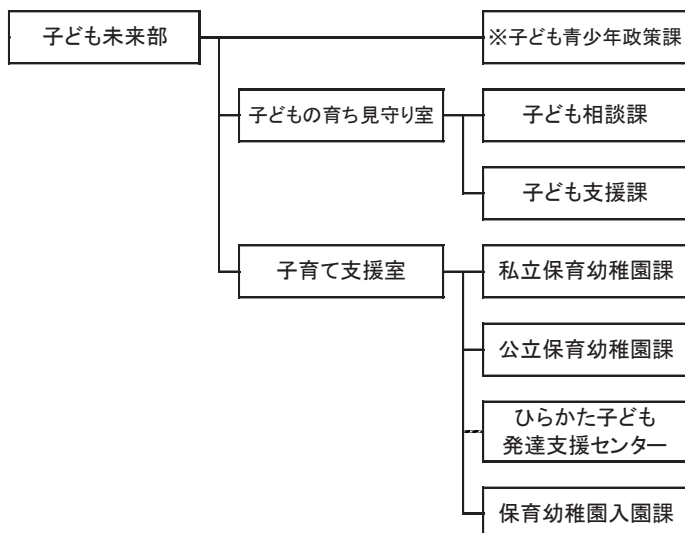 子ども未来部
※子ども青少年政策課
子どもの育ち見守り室
子ども相談課
子ども支援課
子育て支援室
私立保育幼稚園課
公立保育幼稚園課
ひらかた子ども
発達支援センター
保育幼稚園入園課